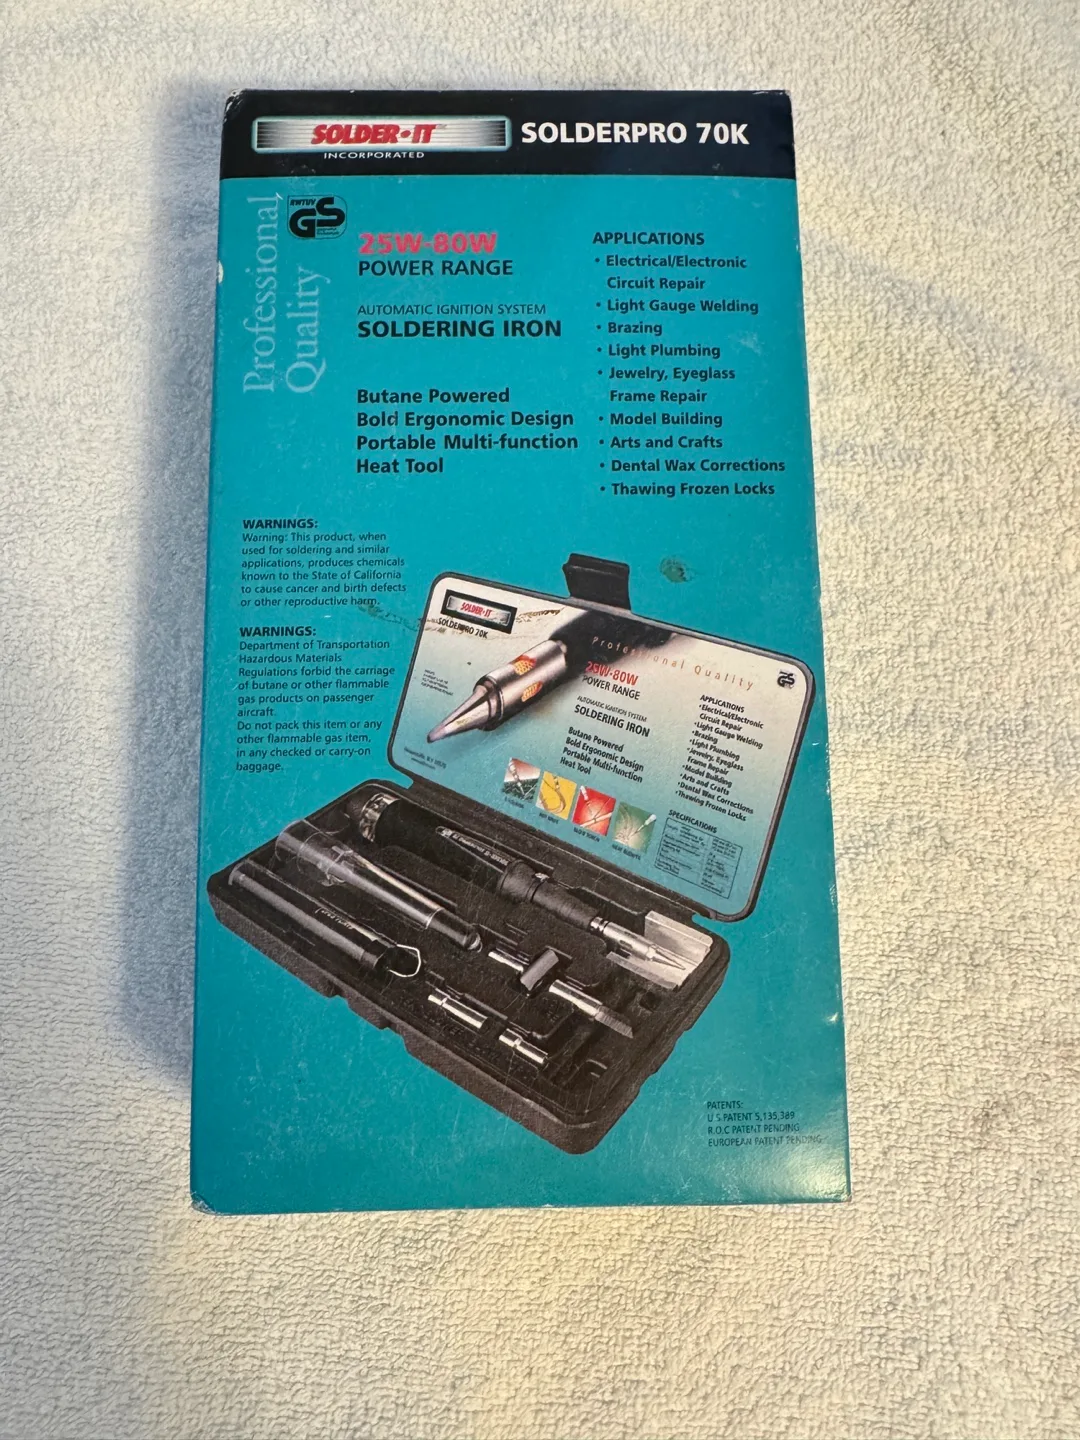 SOLDER•IT
INCORPORATED
SOLDERPRO 70K
Professional
Quality
RWTUV
GS
25W-80W
POWER RANGE
AUTOMATIC IGNITION SYSTEM
SOLDERING IRON
Butane Powered
Bold Ergonomic Design
Portable Multi-function
Heat Tool
APPLICATIONS
• Electrical/Electronic
Circuit Repair
• Light Gauge Welding
• Brazing
• Light Plumbing
• Jewelry, Eyeglass
Frame Repair
• Model Building
• Arts and Crafts
• Dental Wax Corrections
• Thawing Frozen Locks
WARNINGS:
Warning: This product, when
used for soldering and similar
applications, produces chemicals
known to the State of California
to cause cancer and birth defects
or other reproductive harm.
WARNINGS:
Department of Transportation
Hazardous Materials
Regulations forbid the carriage
of butane or other flammable
gas products on passenger
aircraft.
Do not pack this item or any
other flammable gas item,
in any checked or carry-on
baggage.
SOLDER•IT
SOLDERPRO 70K
Professional Quality
GS
25W-80W
POWER RANGE
AUTOMATIC IGNITION SYSTEM
SOLDERING IRON
Butane Powered
Bold Ergonomic Design
Portable Multi-function
Heat Tool
APPLICATIONS
•Electrical/Electronic
Circuit Repair
•Light Gauge Welding
•Brazing
•Light Plumbing
•Jewelry, Eyeglass
Frame Repair
•Model Building
•Arts and Crafts
•Dental Wax Corrections
•Thawing Frozen Locks
SPECIFICATIONS
PATENTS:
U.S PATENT 5,135,389
R.O.C PATENT PENDING
EUROPEAN PATENT PENDING